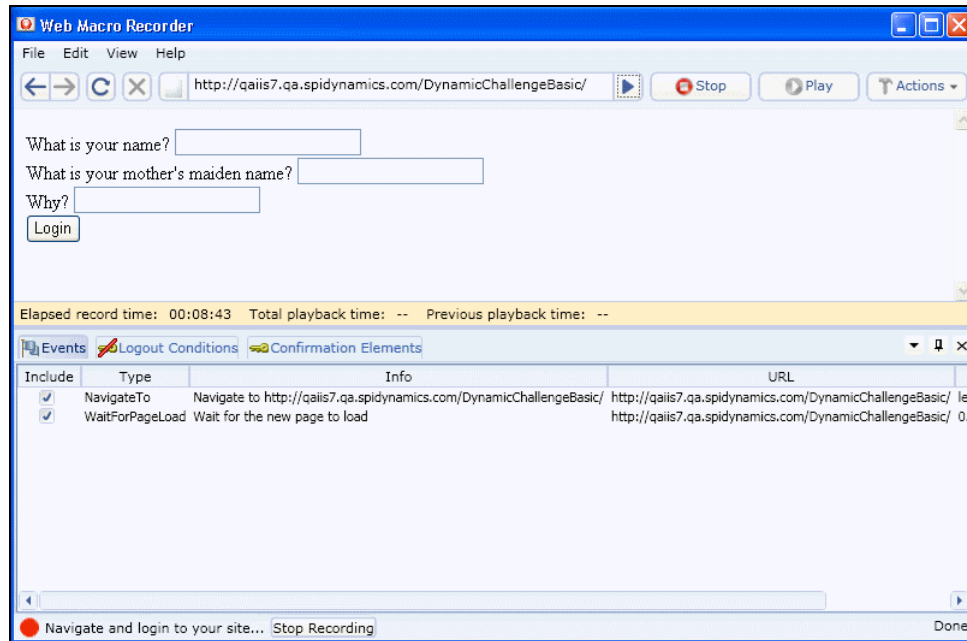 Web Macro Recorder
File Edit View Help
http://qaiis7.qa.spidynamics.com/DynamicChallengeBasic/ Stop Play Actions
What is your name?
What is your mother's maiden name?
Why?
Login
Elapsed record time: 00:08:43 Total playback time: -- Previous playback time: --
Events Logout Conditions Confirmation Elements
Include Type Info URL
NavigateTo Navigate to http://qaiis7.qa.spidynamics.com/DynamicChallengeBasic/ http://qaiis7.qa.spidynamics.com/DynamicChallengeBasic/ le
WaitForPageLoad Wait for the new page to load http://qaiis7.qa.spidynamics.com/DynamicChallengeBasic/ 0.
Navigate and login to your site... Stop Recording Done